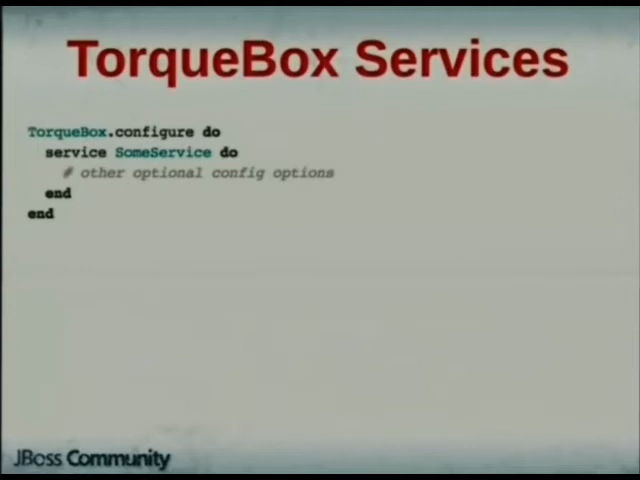 TorqueBox Services
TorqueBox.configure do
service SomeService do
# other optional config options
end
end
JBoss Community